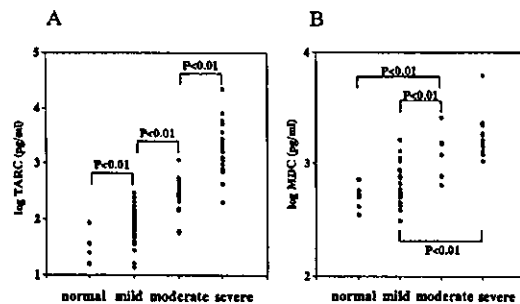 A
B
5
4
3
2
1
log TARC (pg/ml)
P<0.01
P<0.01
P<0.01
normal mild moderate severe
4
3
2
log MDC (pg/ml)
P<0.01
P<0.01
P<0.01
normal mild moderate severe